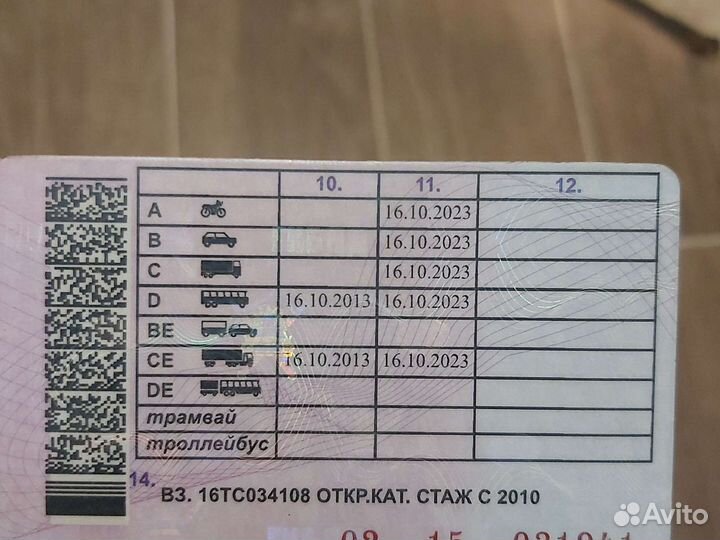 10. 11. 12.
A 16.10.2023
B 16.10.2023
C 16.10.2023
D 16.10.2013 16.10.2023
BE
CE 16.10.2013 16.10.2023
DE
трамвай
троллейбус
14.
ВЗ. 16ТС034108 ОТКР.КАТ. СТАЖ С 2010
Avito